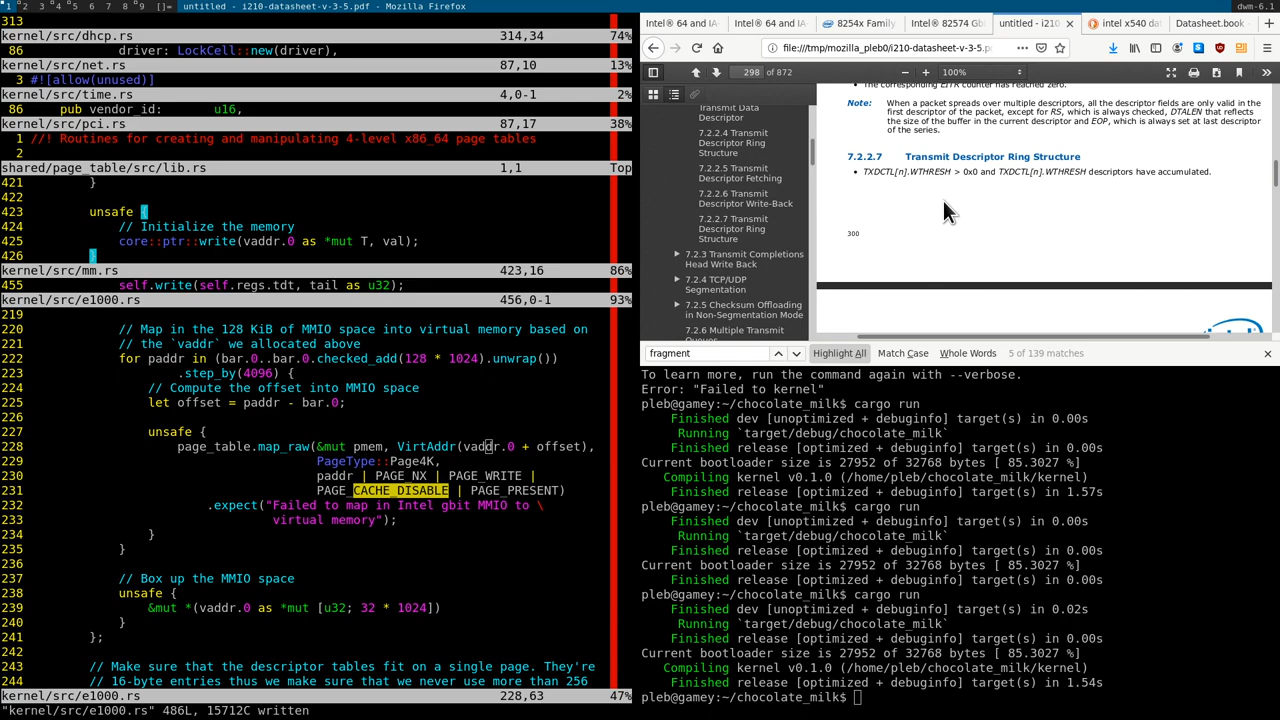 1 2 3 4 5 6 7 8 9 []= untitled - i210-datasheet-v-3-5.pdf - Mozilla Firefox dwm-6.1
313
kernel/src/dhcp.rs 314,34 74%
86 driver: LockCell::new(driver),
kernel/src/net.rs 87,10 13%
3 #![allow(unused)]
kernel/src/time.rs 4,0-1 2%
86 pub vendor_id: u16,
kernel/src/pci.rs 87,17 38%
1 //! Routines for creating and manipulating 4-level x86_64 page tables
2
shared/page_table/src/lib.rs 1,1 Top
421 }
422
423 unsafe {
424 // Initialize the memory
425 core::ptr::write(vaddr.0 as *mut T, val);
426 }
kernel/src/mm.rs 423,16 86%
455 self.write(self.regs.tdt, tail as u32);
kernel/src/e1000.rs 456,0-1 93%
219
220 // Map in the 128 KiB of MMIO space into virtual memory based on
221 // the `vaddr` we allocated above
222 for paddr in (bar.0..bar.0.checked_add(128 * 1024).unwrap())
223 .step_by(4096) {
224 // Compute the offset into MMIO space
225 let offset = paddr - bar.0;
226
227 unsafe {
228 page_table.map_raw(&mut pmem, VirtAddr(vaddr.0 + offset),
229 PageType::Page4K,
230 paddr | PAGE_NX | PAGE_WRITE |
231 PAGE_CACHE_DISABLE | PAGE_PRESENT)
232 .expect("Failed to map in Intel gbit MMIO to \
233 virtual memory");
234 }
235 }
236
237 // Box up the MMIO space
238 unsafe {
239 &mut *(vaddr.0 as *mut [u32; 32 * 1024])
240 }
241 };
242
243 // Make sure that the descriptor tables fit on a single page. They're
244 // 16-byte entries thus we make sure that we never use more than 256
kernel/src/e1000.rs 228,63 47%
"kernel/src/e1000.rs" 486L, 15712C written
Intel® 64 and IA- Intel® 64 and IA- 8254x Family Intel® 82574 Gb untitled - i210- intel x540 dat Datasheet.book -
file:///tmp/mozilla_pleb0/i210-datasheet-v-3-5.p
298 of 872 100%
Transmit Data
Descriptor
7.2.2.4 Transmit
Descriptor Ring
Structure
7.2.2.5 Transmit
Descriptor Fetching
7.2.2.6 Transmit
Descriptor Write-Back
7.2.2.7 Transmit
Descriptor Ring
Structure
7.2.3 Transmit Completions
Head Write Back
7.2.4 TCP/UDP
Segmentation
7.2.5 Checksum Offloading
in Non-Segmentation Mode
7.2.6 Multiple Transmit
Queues
• The corresponding EITR counter has reached zero.
Note: When a packet spreads over multiple descriptors, all the descriptor fields are only valid in the
first descriptor of the packet, except for RS, which is always checked, DTALEN that reflects
the size of the buffer in the current descriptor and EOP, which is always set at last descriptor
of the series.
7.2.2.7 Transmit Descriptor Ring Structure
• TXDCTL[n].WTHRESH > 0x0 and TXDCTL[n].WTHRESH descriptors have accumulated.
300
fragment Highlight All Match Case Whole Words 5 of 139 matches
To learn more, run the command again with --verbose.
Error: "Failed to kernel"
pleb@gamey:~/chocolate_milk$ cargo run
Finished dev [unoptimized + debuginfo] target(s) in 0.00s
Running `target/debug/chocolate_milk`
Finished release [optimized + debuginfo] target(s) in 0.00s
Current bootloader size is 27952 of 32768 bytes [ 85.3027 %]
Compiling kernel v0.1.0 (/home/pleb/chocolate_milk/kernel)
Finished release [optimized + debuginfo] target(s) in 1.57s
pleb@gamey:~/chocolate_milk$ cargo run
Finished dev [unoptimized + debuginfo] target(s) in 0.00s
Running `target/debug/chocolate_milk`
Finished release [optimized + debuginfo] target(s) in 0.00s
Current bootloader size is 27952 of 32768 bytes [ 85.3027 %]
Finished release [optimized + debuginfo] target(s) in 0.00s
pleb@gamey:~/chocolate_milk$ cargo run
Finished dev [unoptimized + debuginfo] target(s) in 0.02s
Running `target/debug/chocolate_milk`
Finished release [optimized + debuginfo] target(s) in 0.00s
Current bootloader size is 27952 of 32768 bytes [ 85.3027 %]
Compiling kernel v0.1.0 (/home/pleb/chocolate_milk/kernel)
Finished release [optimized + debuginfo] target(s) in 1.54s
pleb@gamey:~/chocolate_milk$